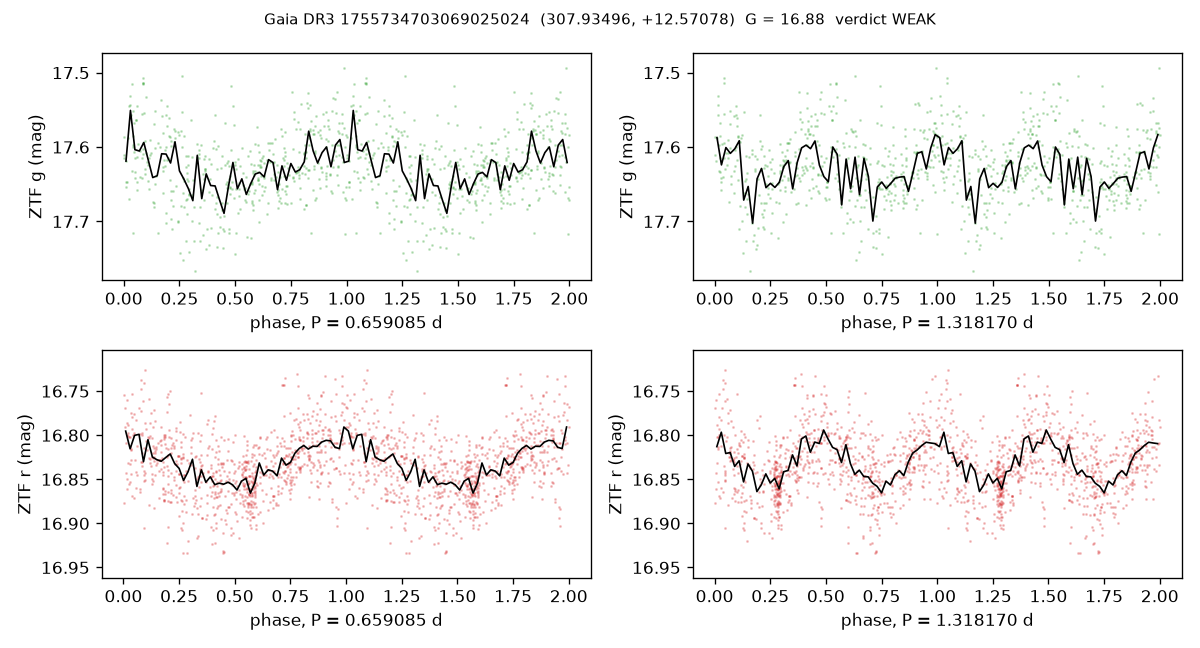 Gaia DR3 1755734703069025024 (307.93496, +12.57078) G = 16.88 verdict WEAK
ZTF g (mag)
17.5
17.6
17.7
0.00 0.25 0.50 0.75 1.00 1.25 1.50 1.75 2.00
phase, P = 0.659085 d
ZTF g (mag)
17.5
17.6
17.7
0.00 0.25 0.50 0.75 1.00 1.25 1.50 1.75 2.00
phase, P = 1.318170 d
ZTF r (mag)
16.75
16.80
16.85
16.90
16.95
0.00 0.25 0.50 0.75 1.00 1.25 1.50 1.75 2.00
phase, P = 0.659085 d
ZTF r (mag)
16.75
16.80
16.85
16.90
16.95
0.00 0.25 0.50 0.75 1.00 1.25 1.50 1.75 2.00
phase, P = 1.318170 d